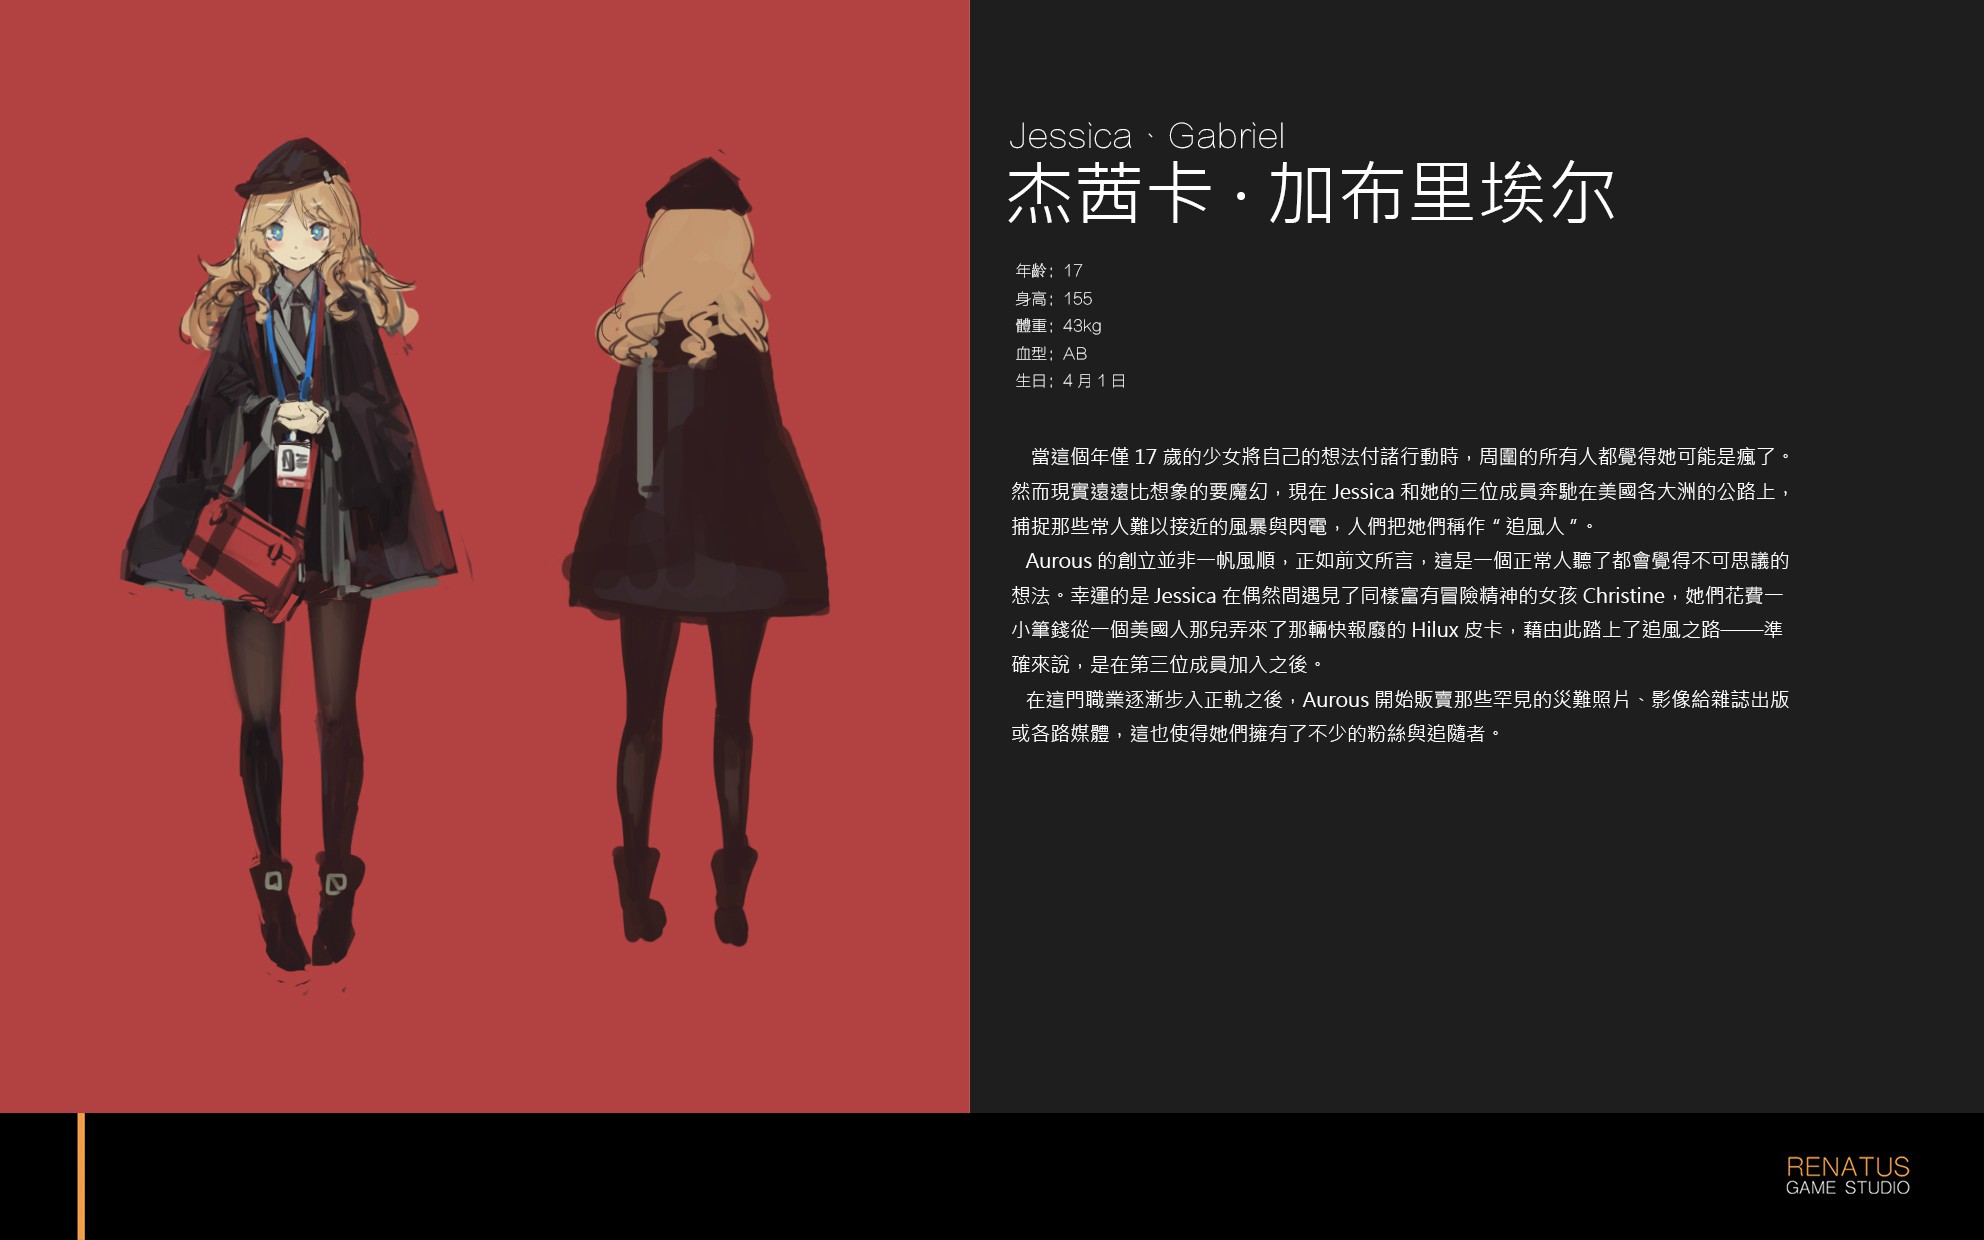 Jessica、Gabriel
杰茜卡·加布里埃尔
年齡：17
身高：155
體重：43kg
血型：AB
生日：4 月 1 日
當這個年僅 17 歲的少女將自己的想法付諸行動時，周圍的所有人都覺得她可能是瘋了。
然而現實遠遠比想象的要魔幻，現在 Jessica 和她的三位成員奔馳在美國各大洲的公路上，
捕捉那些常人難以接近的風暴與閃電，人們把她們稱作 “ 追風人 ” 。
Aurous 的創立並非一帆風順，正如前文所言，這是一個正常人聽了都會覺得不可思議的
想法。幸運的是 Jessica 在偶然間遇見了同樣富有冒險精神的女孩 Christine，她們花費一
小筆錢從一個美國人那兒弄來了那輛快報廢的 Hilux 皮卡，藉由此踏上了追風之路——準
確來說，是在第三位成員加入之後。
在這門職業逐漸步入正軌之後，Aurous 開始販賣那些罕見的災難照片、影像給雜誌出版
或各路媒體，這也使得她們擁有了不少的粉絲與追隨者。
RENATUS
GAME STUDIO